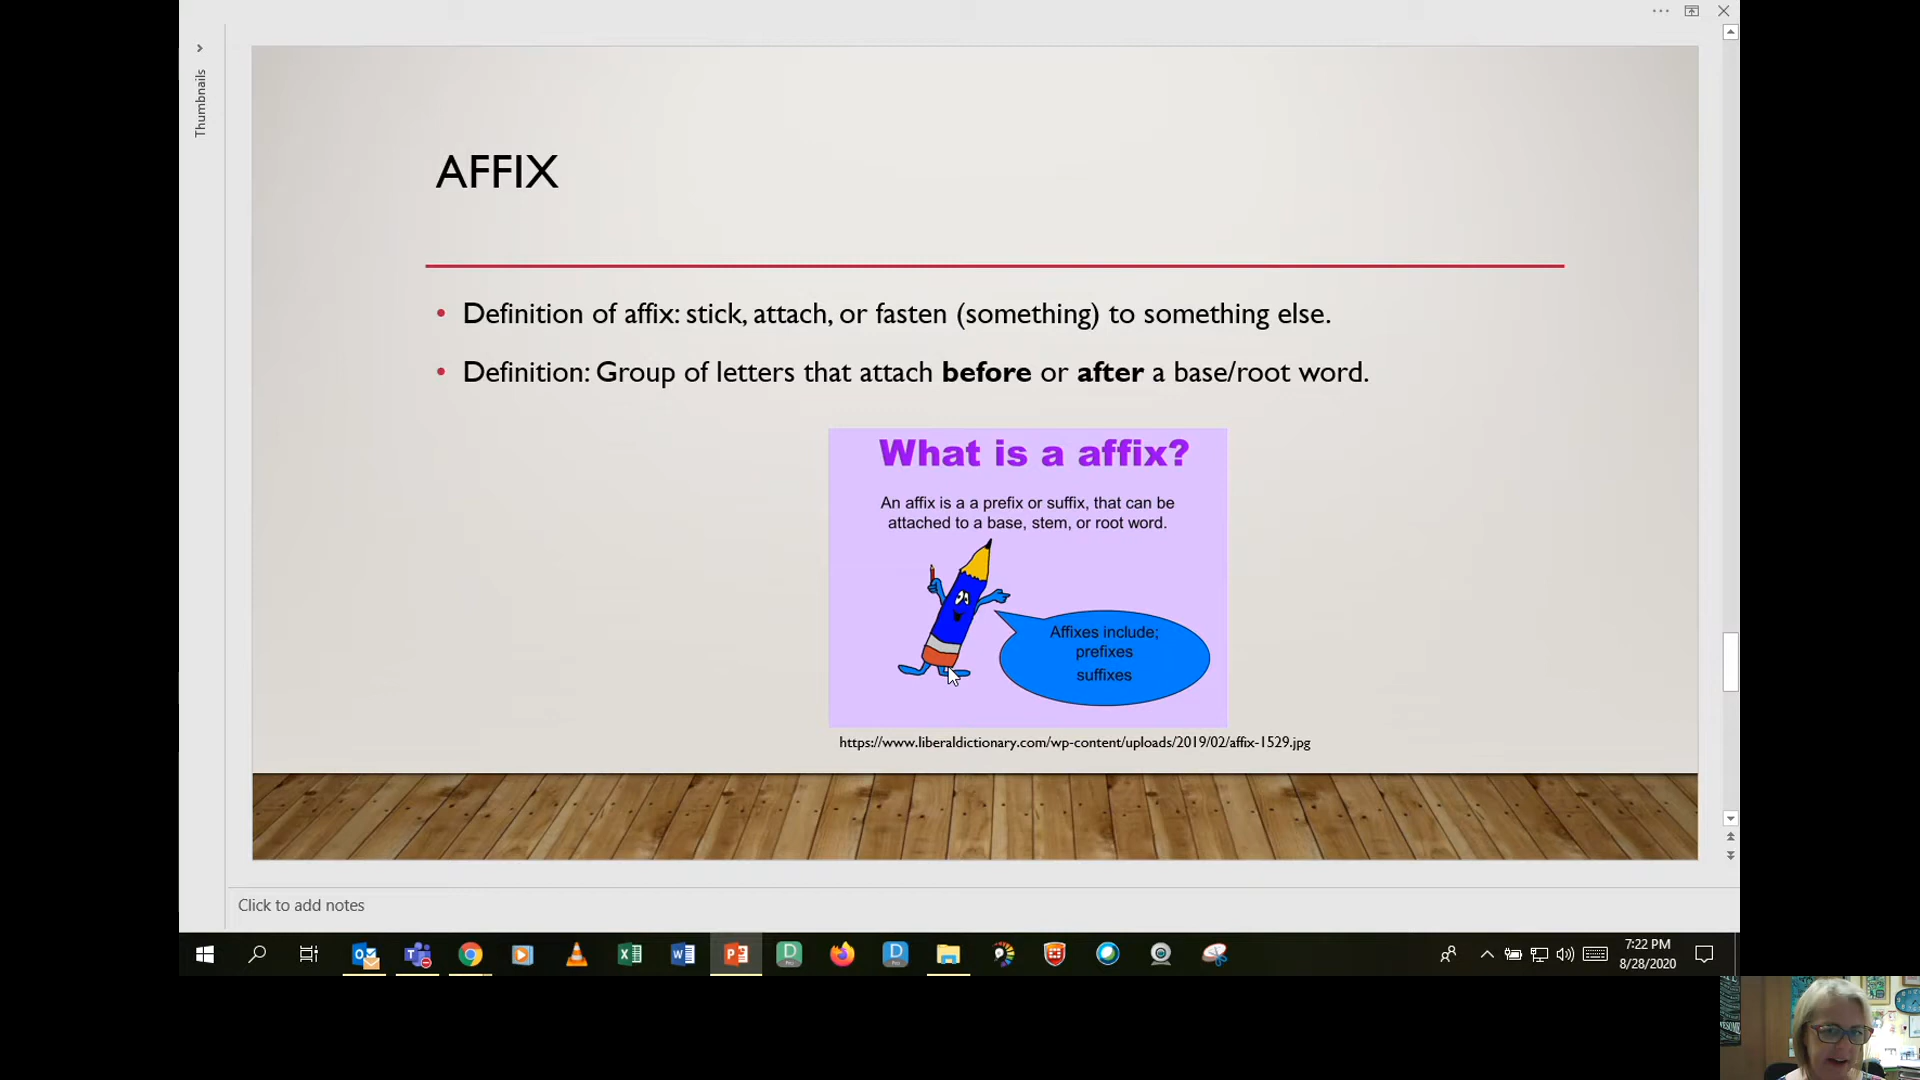 Thumbnails
AFFIX
• Definition of affix: stick, attach, or fasten (something) to something else.
• Definition: Group of letters that attach before or after a base/root word.
What is a affix?
An affix is a a prefix or suffix, that can be
attached to a base, stem, or root word.
Affixes include;
prefixes
suffixes
https://www.liberaldictionary.com/wp-content/uploads/2019/02/affix-1529.jpg
Click to add notes
7:22 PM
8/28/2020